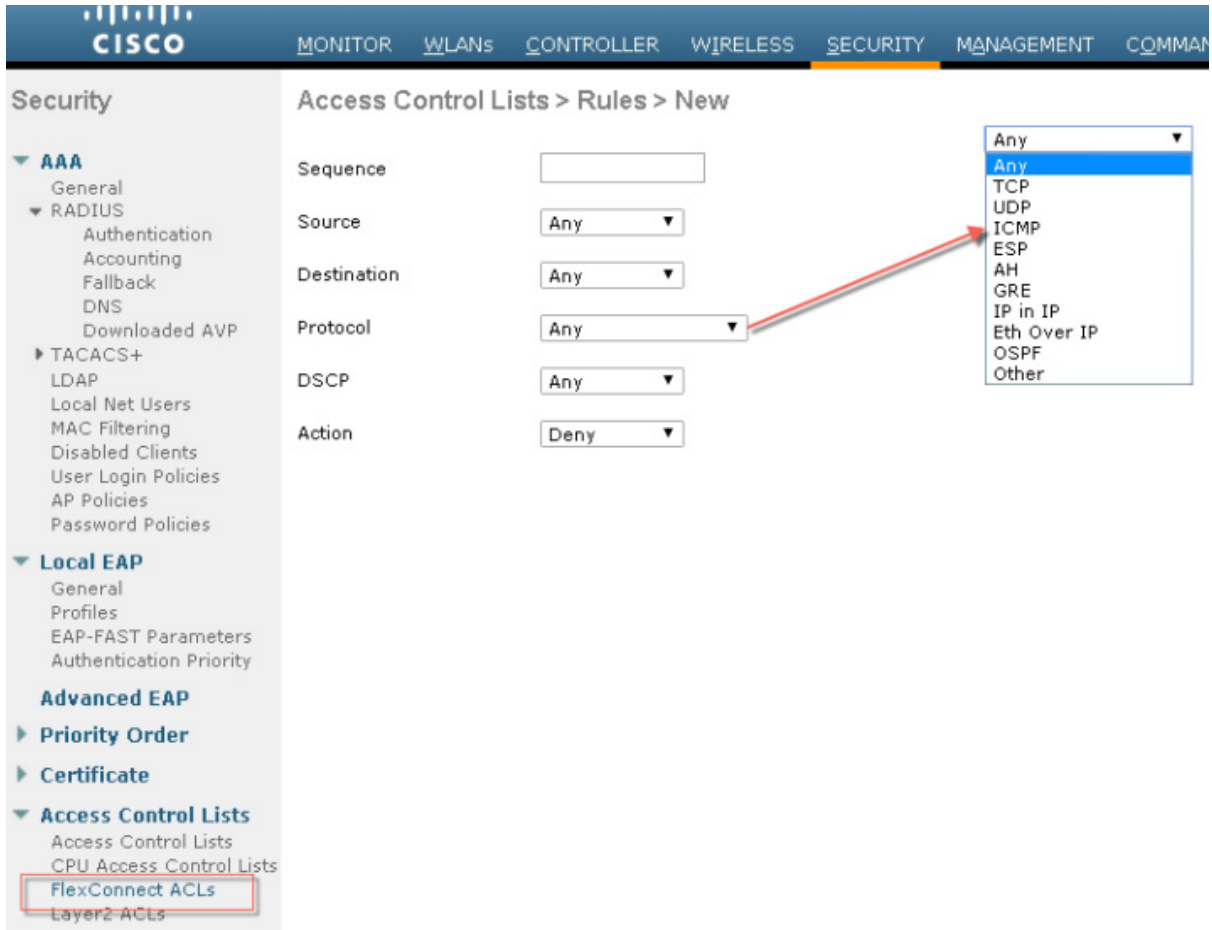 CISCO
MONITOR WLANs CONTROLLER WIRELESS SECURITY MANAGEMENT COMMAN
Security
AAA
General
RADIUS
Authentication
Accounting
Fallback
DNS
Downloaded AVP
TACACS+
LDAP
Local Net Users
MAC Filtering
Disabled Clients
User Login Policies
AP Policies
Password Policies
Local EAP
General
Profiles
EAP-FAST Parameters
Authentication Priority
Advanced EAP
Priority Order
Certificate
Access Control Lists
Access Control Lists
CPU Access Control Lists
FlexConnect ACLs
Layer2 ACLs
Access Control Lists > Rules > New
Sequence
Source Any
Destination Any
Protocol Any
DSCP Any
Action Deny
Any
Any
TCP
UDP
ICMP
ESP
AH
GRE
IP in IP
Eth Over IP
OSPF
Other